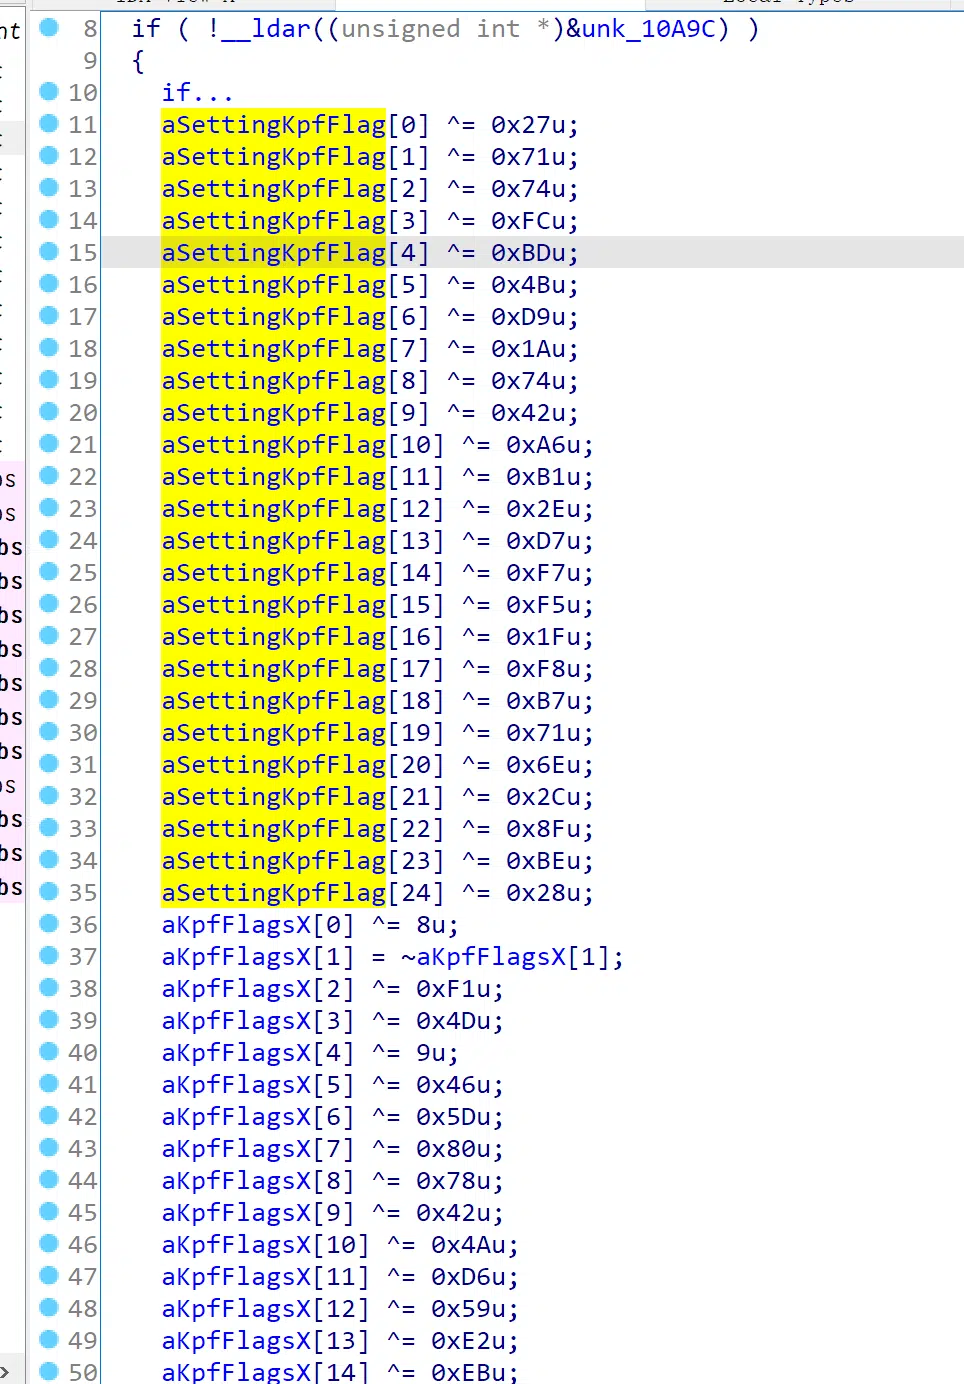 8 if ( !__ldar((unsigned int *)&unk_10A9C) )
9 {
10 if...
11 aSettingKpfFlag[0] ^= 0x27u;
12 aSettingKpfFlag[1] ^= 0x71u;
13 aSettingKpfFlag[2] ^= 0x74u;
14 aSettingKpfFlag[3] ^= 0xFCu;
15 aSettingKpfFlag[4] ^= 0xBDu;
16 aSettingKpfFlag[5] ^= 0x4Bu;
17 aSettingKpfFlag[6] ^= 0xD9u;
18 aSettingKpfFlag[7] ^= 0x1Au;
19 aSettingKpfFlag[8] ^= 0x74u;
20 aSettingKpfFlag[9] ^= 0x42u;
21 aSettingKpfFlag[10] ^= 0xA6u;
22 aSettingKpfFlag[11] ^= 0xB1u;
23 aSettingKpfFlag[12] ^= 0x2Eu;
24 aSettingKpfFlag[13] ^= 0xD7u;
25 aSettingKpfFlag[14] ^= 0xF7u;
26 aSettingKpfFlag[15] ^= 0xF5u;
27 aSettingKpfFlag[16] ^= 0x1Fu;
28 aSettingKpfFlag[17] ^= 0xF8u;
29 aSettingKpfFlag[18] ^= 0xB7u;
30 aSettingKpfFlag[19] ^= 0x71u;
31 aSettingKpfFlag[20] ^= 0x6Eu;
32 aSettingKpfFlag[21] ^= 0x2Cu;
33 aSettingKpfFlag[22] ^= 0x8Fu;
34 aSettingKpfFlag[23] ^= 0xBEu;
35 aSettingKpfFlag[24] ^= 0x28u;
36 aKpfFlagsX[0] ^= 8u;
37 aKpfFlagsX[1] = ~aKpfFlagsX[1];
38 aKpfFlagsX[2] ^= 0xF1u;
39 aKpfFlagsX[3] ^= 0x4Du;
40 aKpfFlagsX[4] ^= 9u;
41 aKpfFlagsX[5] ^= 0x46u;
42 aKpfFlagsX[6] ^= 0x5Du;
43 aKpfFlagsX[7] ^= 0x80u;
44 aKpfFlagsX[8] ^= 0x78u;
45 aKpfFlagsX[9] ^= 0x42u;
46 aKpfFlagsX[10] ^= 0x4Au;
47 aKpfFlagsX[11] ^= 0xD6u;
48 aKpfFlagsX[12] ^= 0x59u;
49 aKpfFlagsX[13] ^= 0xE2u;
50 aKpfFlagsX[14] ^= 0xEBu;